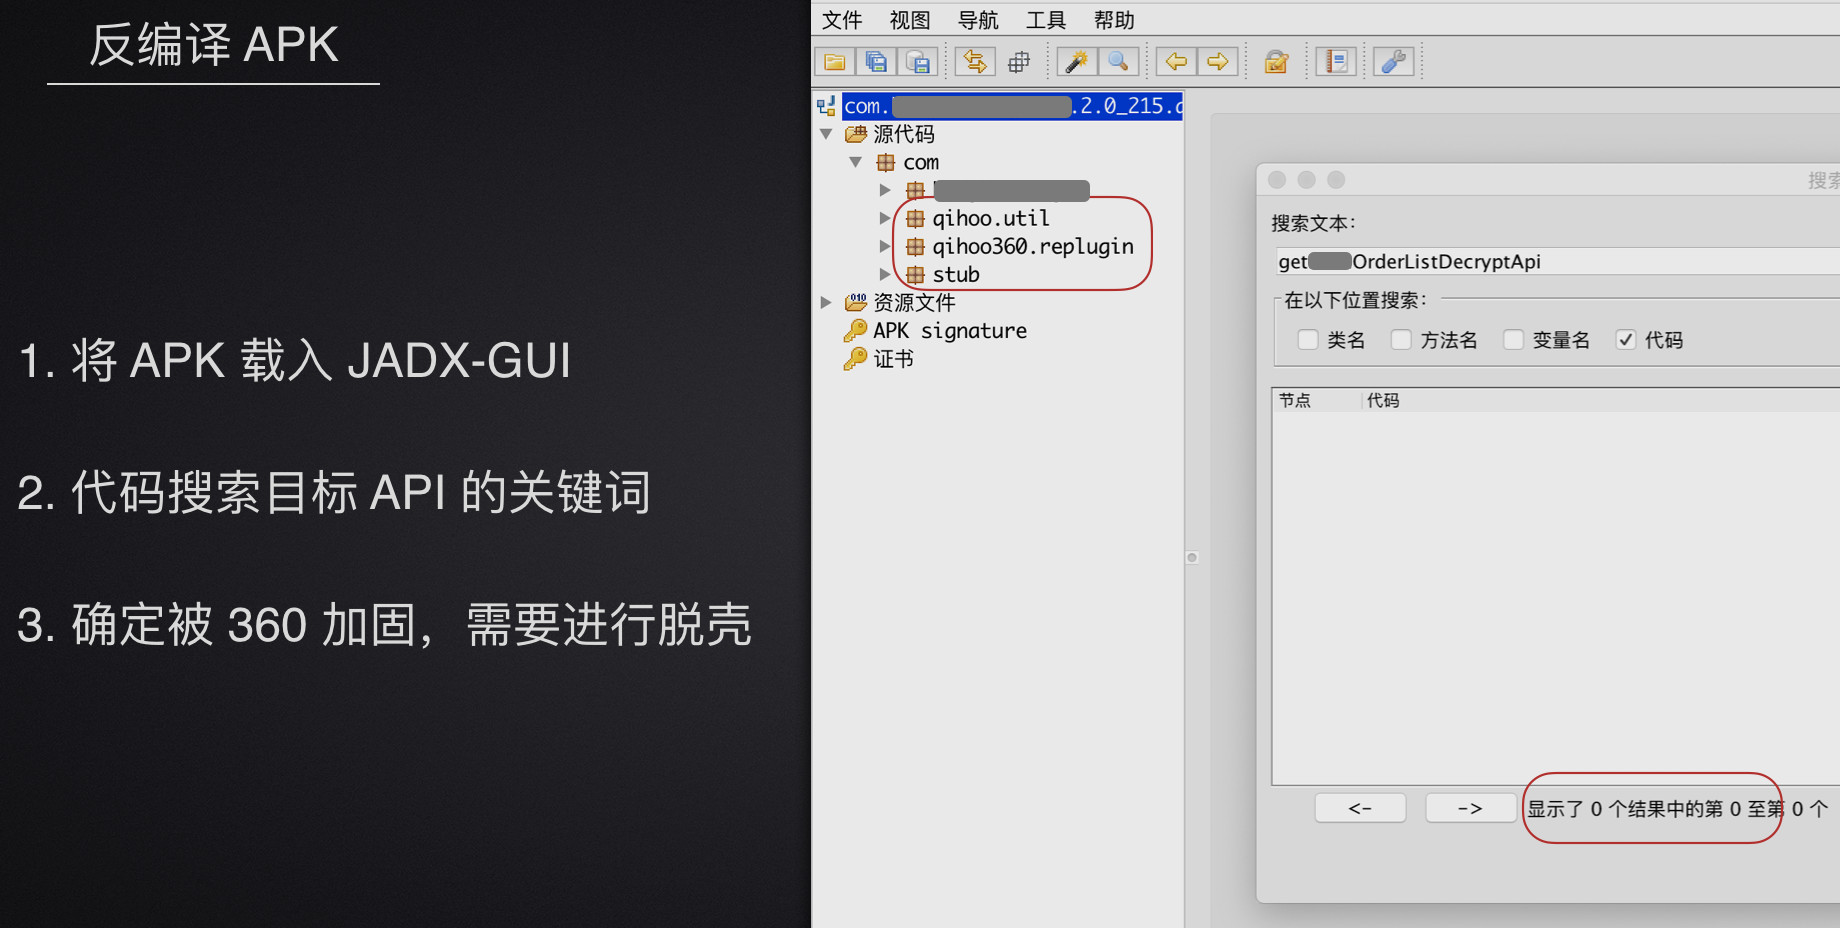 反编译 APK
1. 将 APK 载入 JADX-GUI
2. 代码搜索目标 API 的关键词
3. 确定被 360 加固，需要进行脱壳
文件 视图 导航 工具 帮助
com. .2.0_215.
源代码
com
qihoo.util
qihoo360.replugin
stub
资源文件
APK signature
证书
搜索
搜索文本：
get OrderListDecryptApi
在以下位置搜索：
类名 方法名 变量名 代码
节点 代码
<- -> 显示了 0 个结果中的第 0 至第 0 个